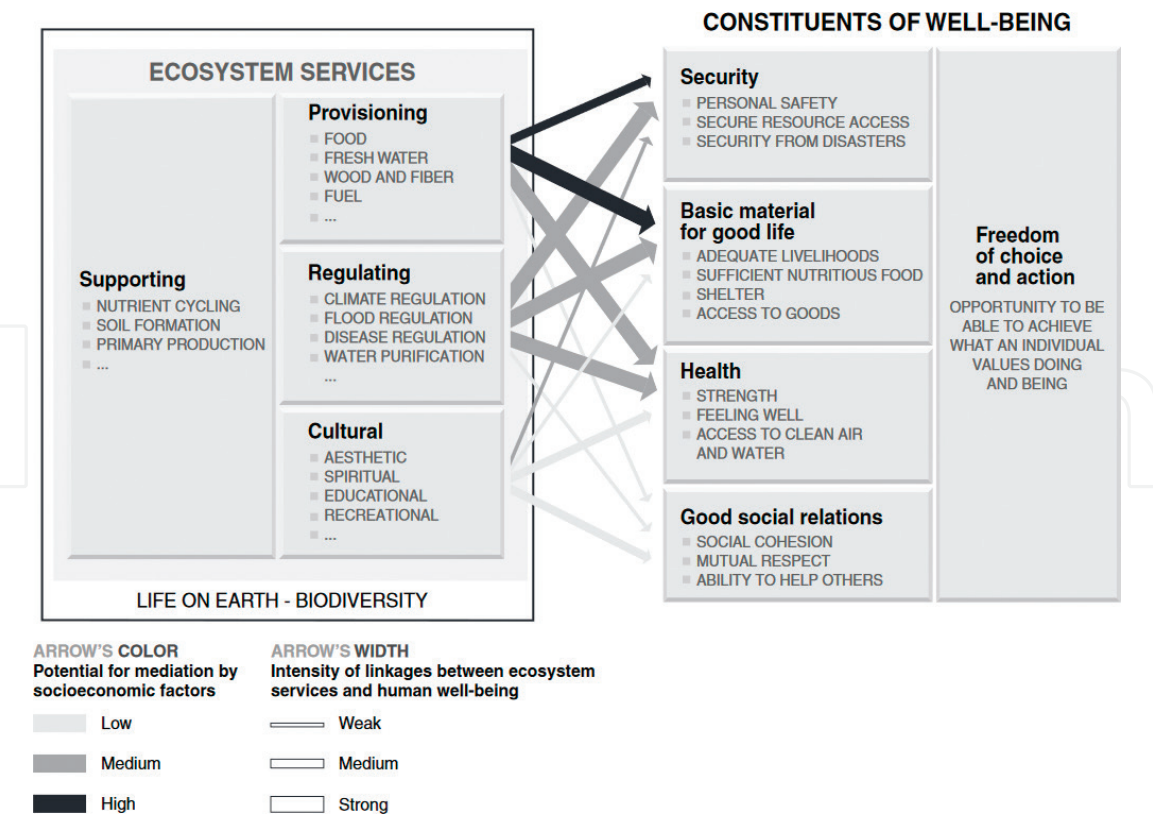 CONSTITUENTS OF WELL-BEING
ECOSYSTEM SERVICES
Supporting
NUTRIENT CYCLING
SOIL FORMATION
PRIMARY PRODUCTION
...
Provisioning
FOOD
FRESH WATER
WOOD AND FIBER
FUEL
...
Regulating
CLIMATE REGULATION
FLOOD REGULATION
DISEASE REGULATION
WATER PURIFICATION
...
Cultural
AESTHETIC
SPIRITUAL
EDUCATIONAL
RECREATIONAL
...
LIFE ON EARTH - BIODIVERSITY
Security
PERSONAL SAFETY
SECURE RESOURCE ACCESS
SECURITY FROM DISASTERS
Basic material
for good life
ADEQUATE LIVELIHOODS
SUFFICIENT NUTRITIOUS FOOD
SHELTER
ACCESS TO GOODS
Health
STRENGTH
FEELING WELL
ACCESS TO CLEAN AIR
AND WATER
Good social relations
SOCIAL COHESION
MUTUAL RESPECT
ABILITY TO HELP OTHERS
Freedom
of choice
and action
OPPORTUNITY TO BE
ABLE TO ACHIEVE
WHAT AN INDIVIDUAL
VALUES DOING
AND BEING
ARROW'S COLOR
Potential for mediation by
socioeconomic factors
Low
Medium
High
ARROW'S WIDTH
Intensity of linkages between ecosystem
services and human well-being
Weak
Medium
Strong